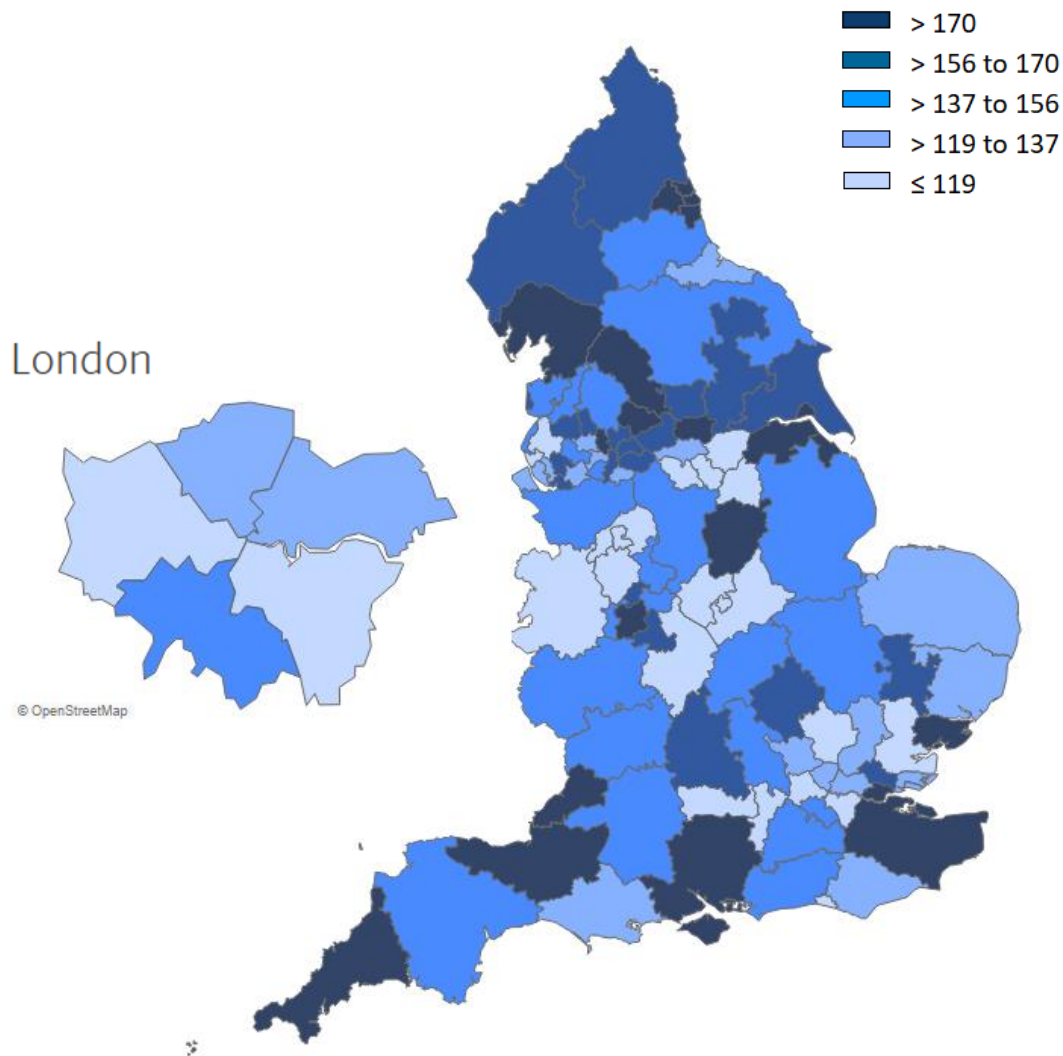 > 170
> 156 to 170
> 137 to 156
> 119 to 137
≤ 119
London
© OpenStreetMap